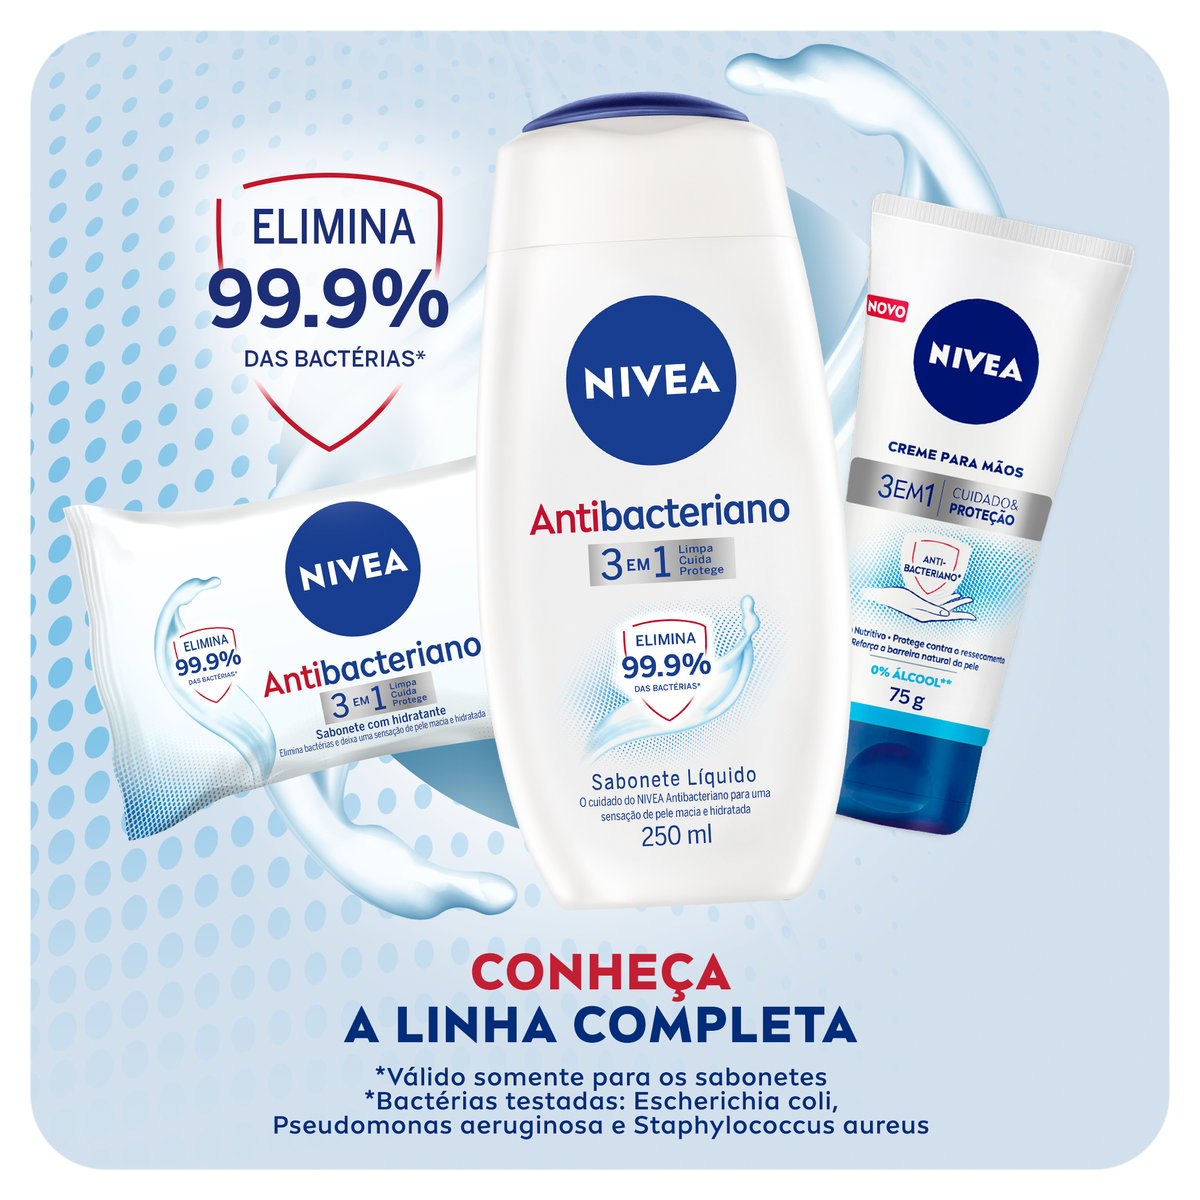 ELIMINA
99.9%
DAS BACTÉRIAS*
NIVEA
Antibacteriano
3 EM 1
Limpa
Cuida
Protege
ELIMINA
99.9%
DAS BACTÉRIAS*
Sabonete Líquido
O cuidado do NIVEA Antibacteriano para uma
sensação de pele macia e hidratada
250 ml
NIVEA
ELIMINA
99.9%
DAS BACTÉRIAS*
Antibacteriano
3 EM 1
Limpa
Cuida
Protege
Sabonete com hidratante
Elimina bactérias e deixa uma sensação de pele macia e hidratada
NOVO
NIVEA
CREME PARA MÃOS
3EM1
CUIDADO&
PROTEÇÃO
ANTI-
BACTERIANO*
Nutritivo • Protege contra o ressecamento
Reforça a barreira natural da pele
0% ÁLCOOL**
75 g
CONHEÇA
A LINHA COMPLETA
*Válido somente para os sabonetes
*Bactérias testadas: Escherichia coli,
Pseudomonas aeruginosa e Staphylococcus aureus